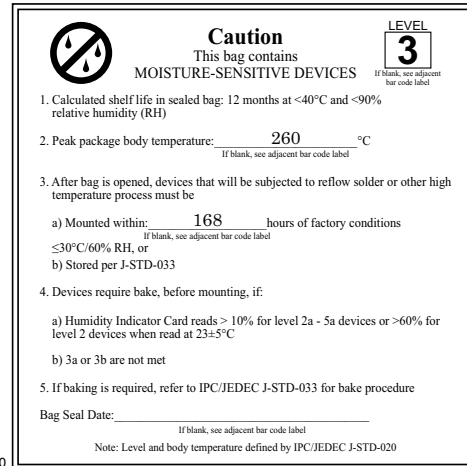 Caution
This bag contains
MOISTURE-SENSITIVE DEVICES
LEVEL
3
If blank, see adjacent
bar code label
1. Calculated shelf life in sealed bag: 12 months at <40°C and <90%
relative humidity (RH)
2. Peak package body temperature: 260 °C
If blank, see adjacent bar code label
3. After bag is opened, devices that will be subjected to reflow solder or other high
temperature process must be
a) Mounted within: 168 hours of factory conditions
If blank, see adjacent bar code label
≤30°C/60% RH, or
b) Stored per J-STD-033
4. Devices require bake, before mounting, if:
a) Humidity Indicator Card reads > 10% for level 2a - 5a devices or >60% for
level 2 devices when read at 23±5°C
b) 3a or 3b are not met
5. If baking is required, refer to IPC/JEDEC J-STD-033 for bake procedure
Bag Seal Date:
If blank, see adjacent bar code label
Note: Level and body temperature defined by IPC/JEDEC J-STD-020